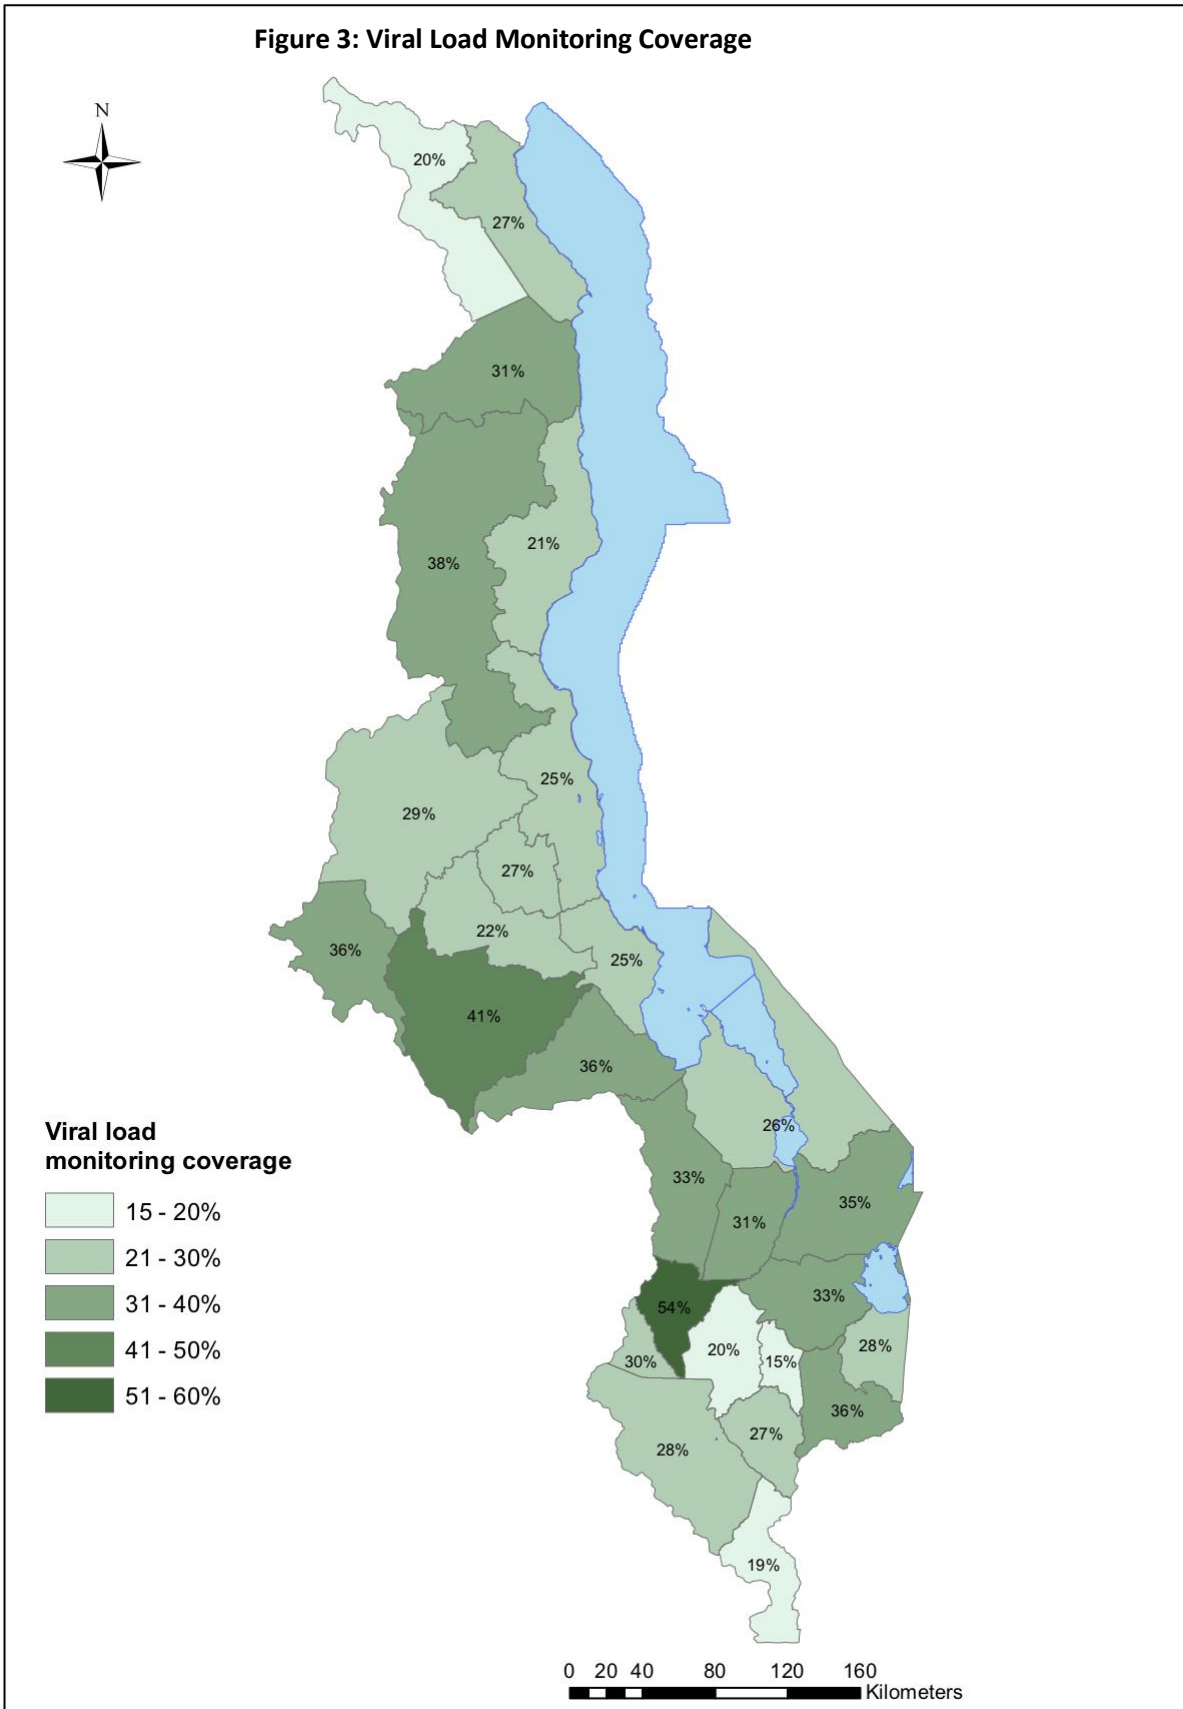 Figure 3: Viral Load Monitoring Coverage
N
20%
27%
31%
38%
21%
25%
29%
27%
22%
36%
25%
41%
36%
26%
33%
35%
31%
33%
54%
28%
20%
15%
30%
36%
27%
28%
19%
Viral load
monitoring coverage
15 - 20%
21 - 30%
31 - 40%
41 - 50%
51 - 60%
0 20 40 80 120 160
Kilometers